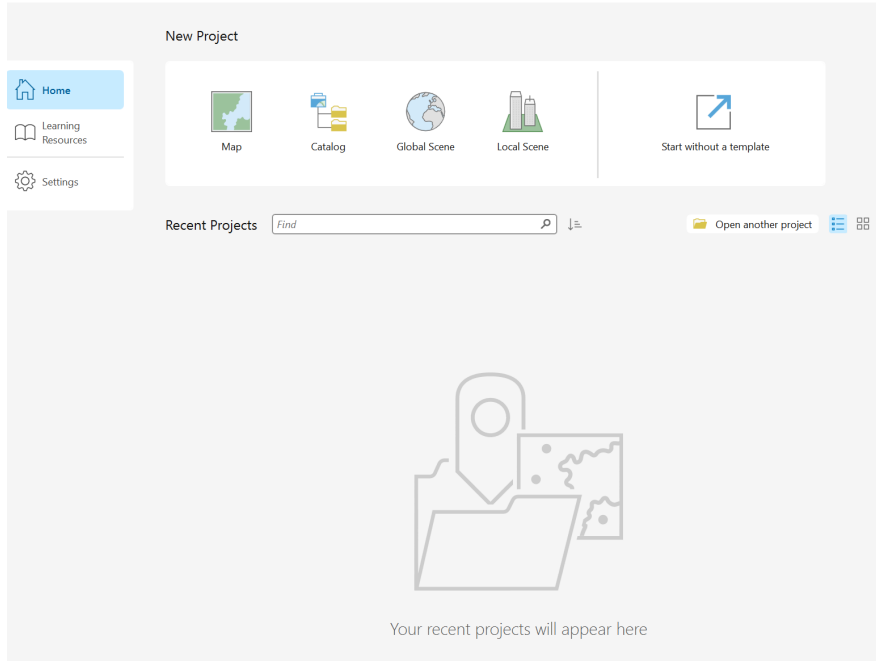 New Project
Home
Learning
Resources
Settings
Map
Catalog
Global Scene
Local Scene
Start without a template
Recent Projects
Find
Open another project
Your recent projects will appear here